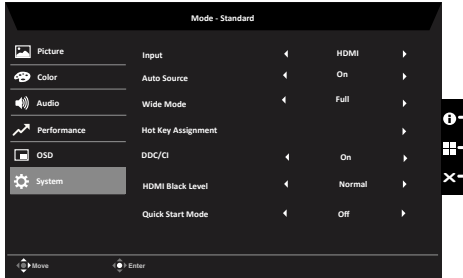 Mode - Standard
Picture
Color
Audio
Performance
OSD
System
Input HDMI
Auto Source On
Wide Mode Full
Hot Key Assignment
DDC/CI On
HDMI Black Level Normal
Quick Start Mode Off
Move Enter